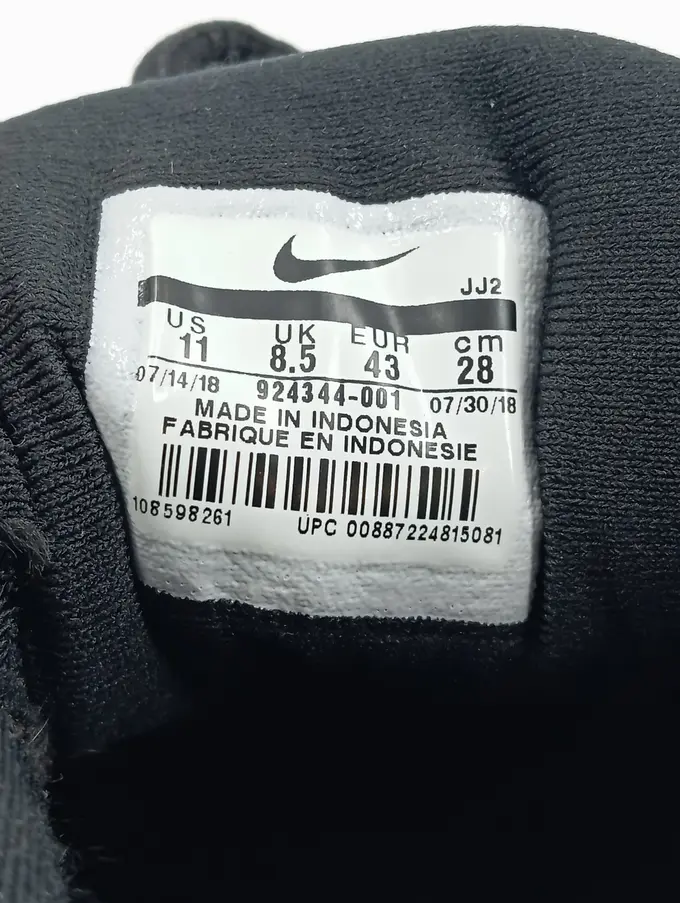 JJ2
US UK EUR cm
11 8.5 43 28
07/14/18 924344-001 07/30/18
MADE IN INDONESIA
FABRIQUE EN INDONESIE
108598261 UPC 00887224815081